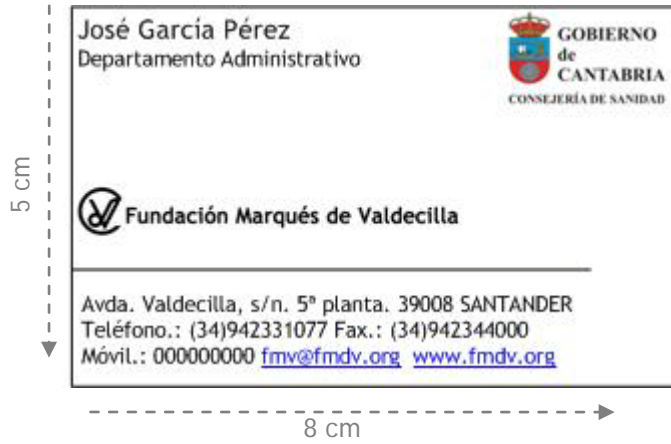 José García Pérez
Departamento Administrativo
GOBIERNO
de
CANTABRIA
CONSEJERÍA DE SANIDAD
5 cm
Fundación Marqués de Valdecilla
Avda. Valdecilla, s/n. 5ª planta. 39008 SANTANDER
Teléfono.: (34)942331077 Fax.: (34)942344000
Móvil.: 000000000 fmv@fmdv.org www.fmdv.org
8 cm